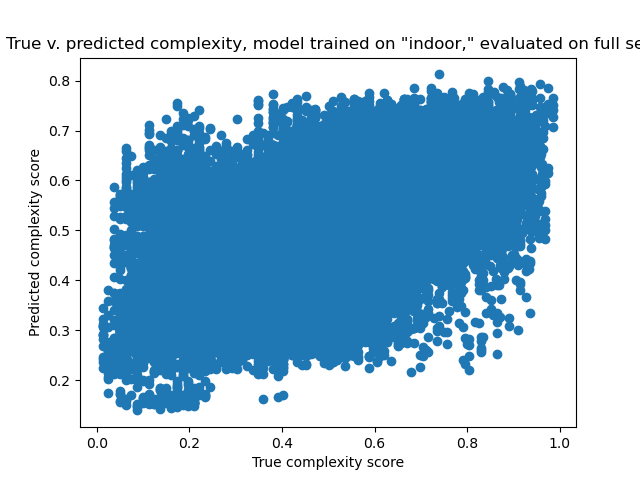 True v. predicted complexity, model trained on "indoor," evaluated on full se
0.8
0.7
0.6
0.5
0.4
0.3
0.2
Predicted complexity score
0.0 0.2 0.4 0.6 0.8 1.0
True complexity score